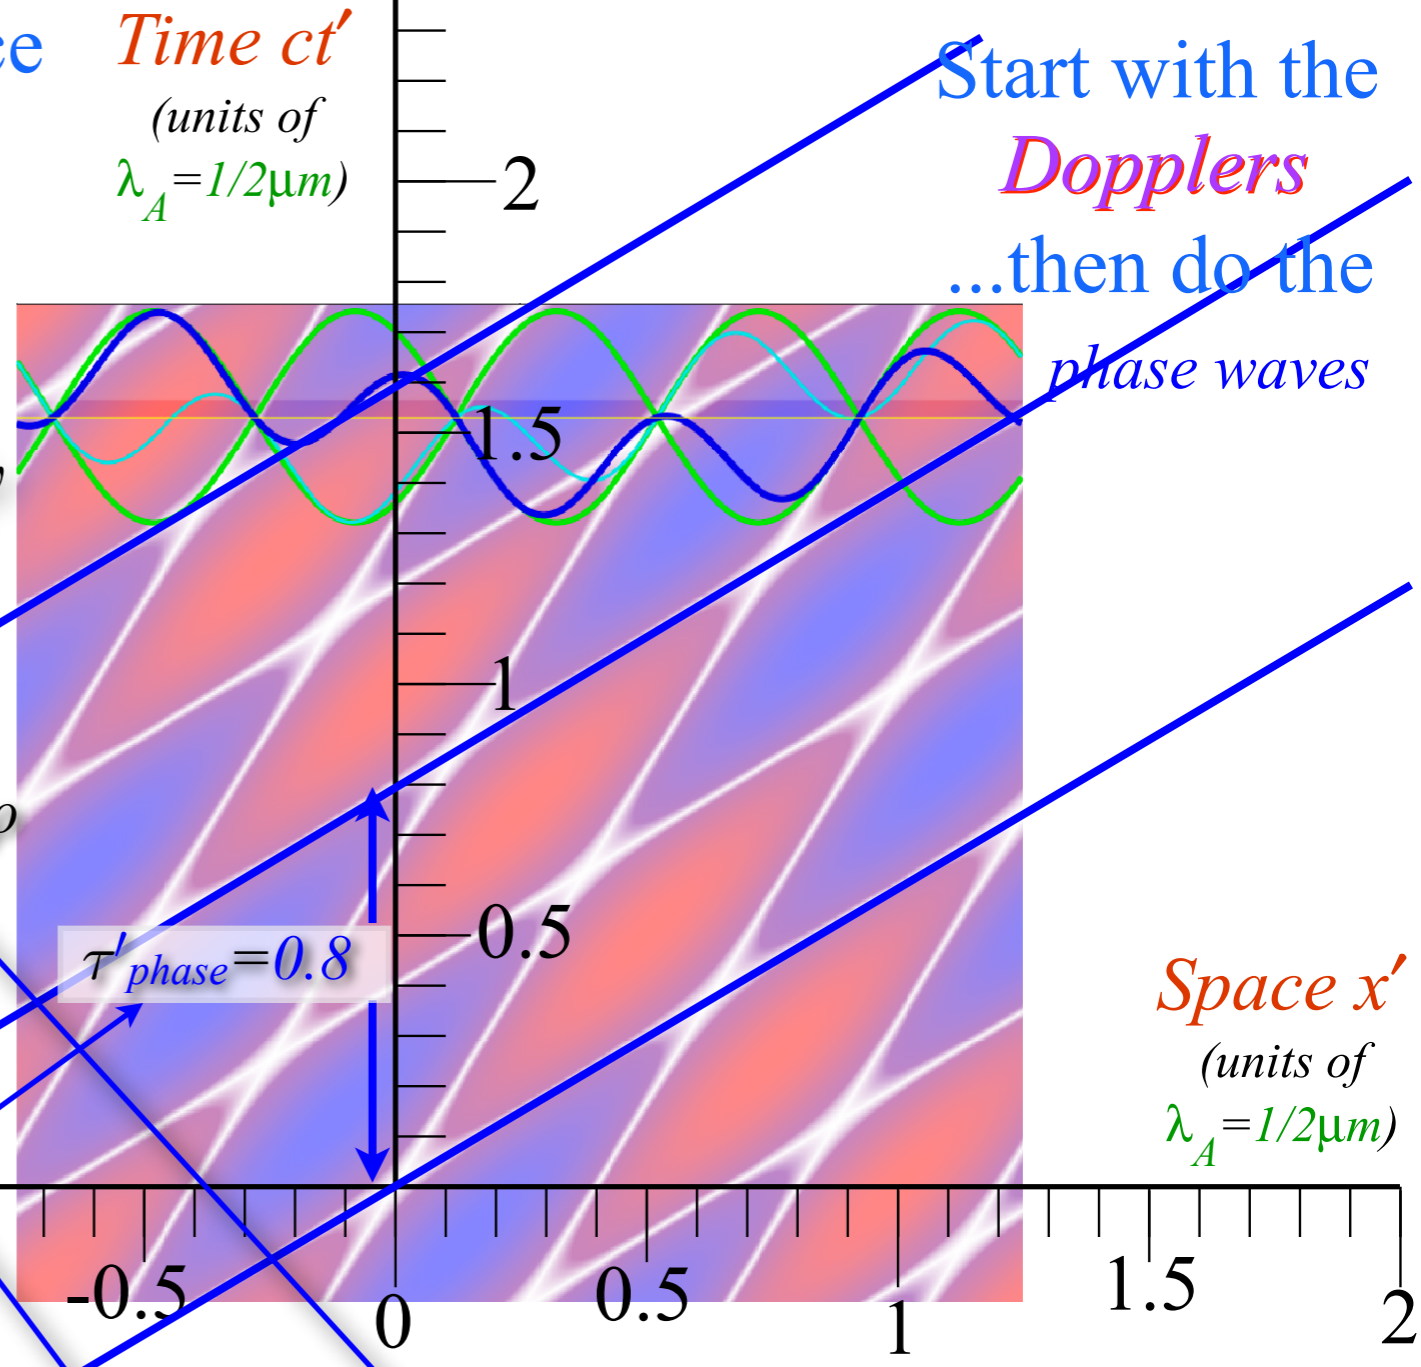 ce
Time ct′
(units of
λA=1/2μm)
Start with the
Dopplers
...then do the
phase waves
2
1.5
1
0.5
τ′phase=0.8
Space x′
(units of
λA=1/2μm)
-0.5
0
0.5
1
1.5
2